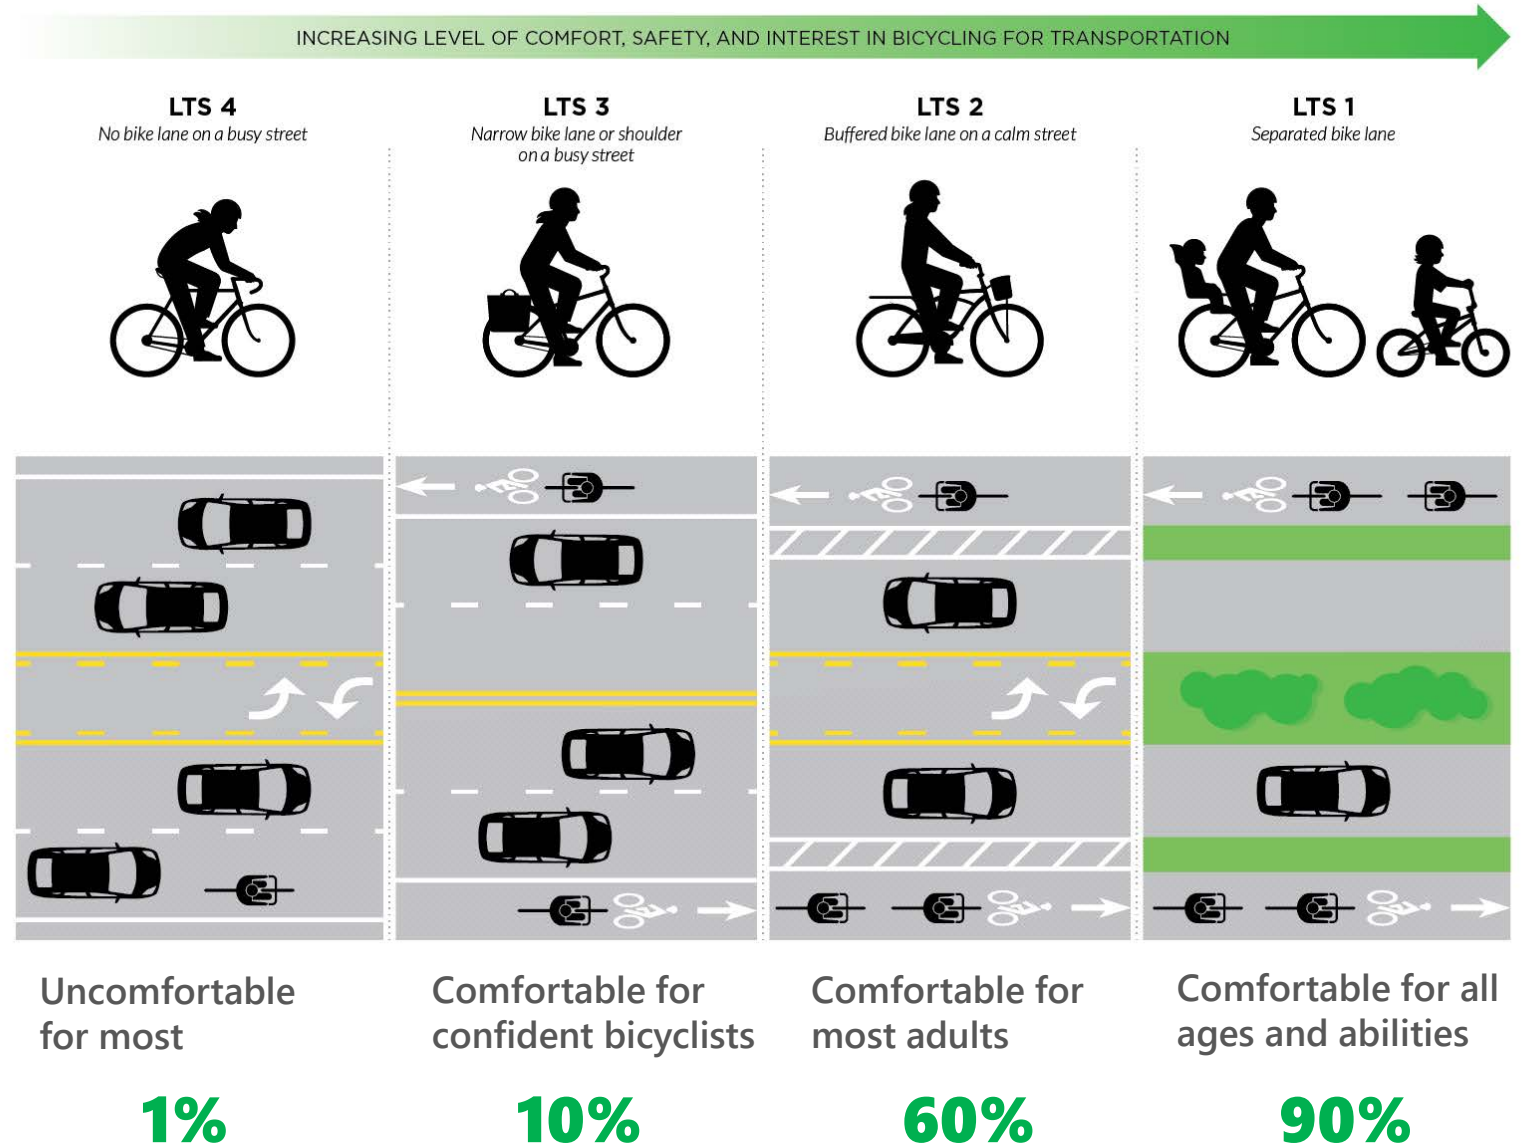 INCREASING LEVEL OF COMFORT, SAFETY, AND INTEREST IN BICYCLING FOR TRANSPORTATION
LTS 4
No bike lane on a busy street
LTS 3
Narrow bike lane or shoulder
on a busy street
LTS 2
Buffered bike lane on a calm street
LTS 1
Separated bike lane
Uncomfortable
for most
1%
Comfortable for
confident bicyclists
10%
Comfortable for
most adults
60%
Comfortable for all
ages and abilities
90%